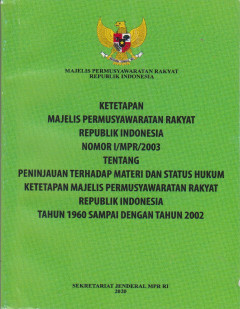 MAJELIS PERMUSYAWARATAN RAKYAT
REPUBLIK INDONESIA
KETETAPAN
MAJELIS PERMUSYAWARATAN RAKYAT
REPUBLIK INDONESIA
NOMOR I/MPR/2003
TENTANG
PENINJAUAN TERHADAP MATERI DAN STATUS HUKUM
KETETAPAN MAJELIS PERMUSYAWARATAN RAKYAT
REPUBLIK INDONESIA
TAHUN 1960 SAMPAI DENGAN TAHUN 2002
SEKRETARIAT JENDERAL MPR RI
2020